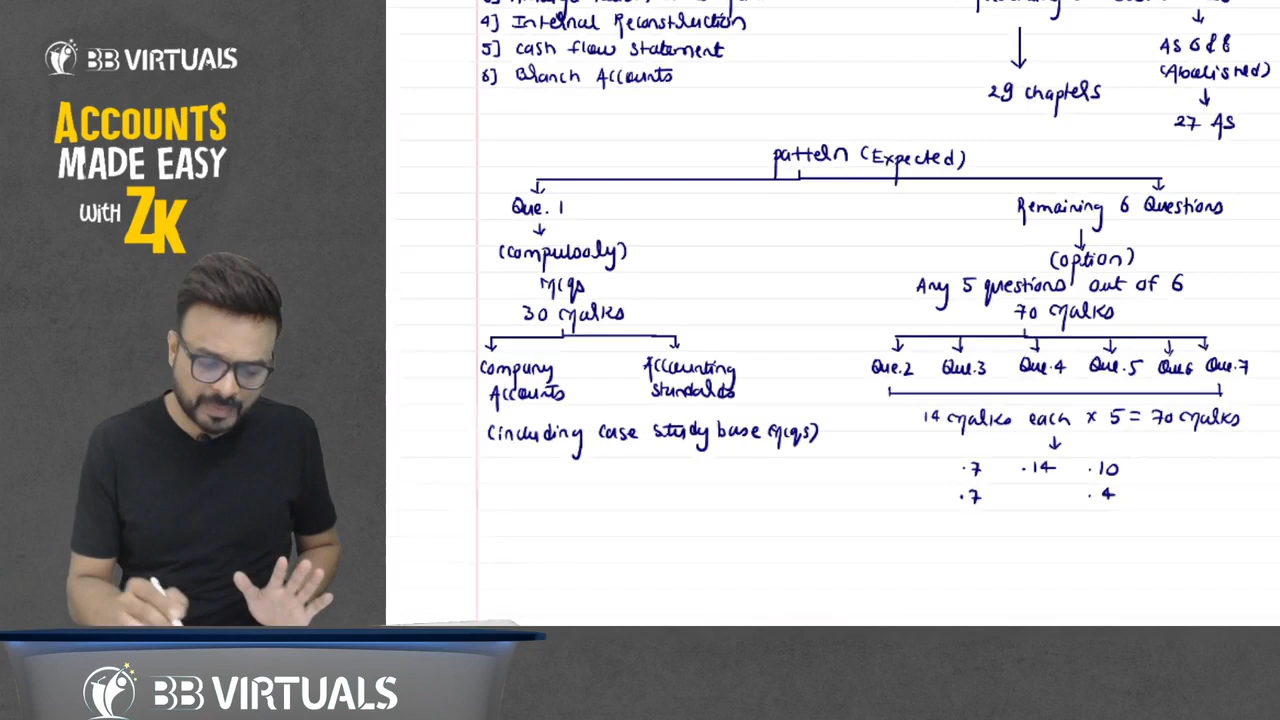 BB VIRTUALS
ACCOUNTS
MADE EASY
WITH ZK
4] Internal Reconstruction
5] cash flow statement
6] Branch Accounts
29 chapters
AS 6 & 8
(Abolished)
27 AS
pattern (Expected)
Que. 1
(compulsory)
MCQs
30 Marks
Company
Accounts
Accounting
Standards
(including case study base MCQs)
Remaining 6 Questions
(option)
Any 5 questions out of 6
70 Marks
Que.2 Que.3 Que.4 Que.5 Que6 Que.7
14 Marks each × 5 = 70 Marks
.7 .14 .10
.7 .4
BB VIRTUALS